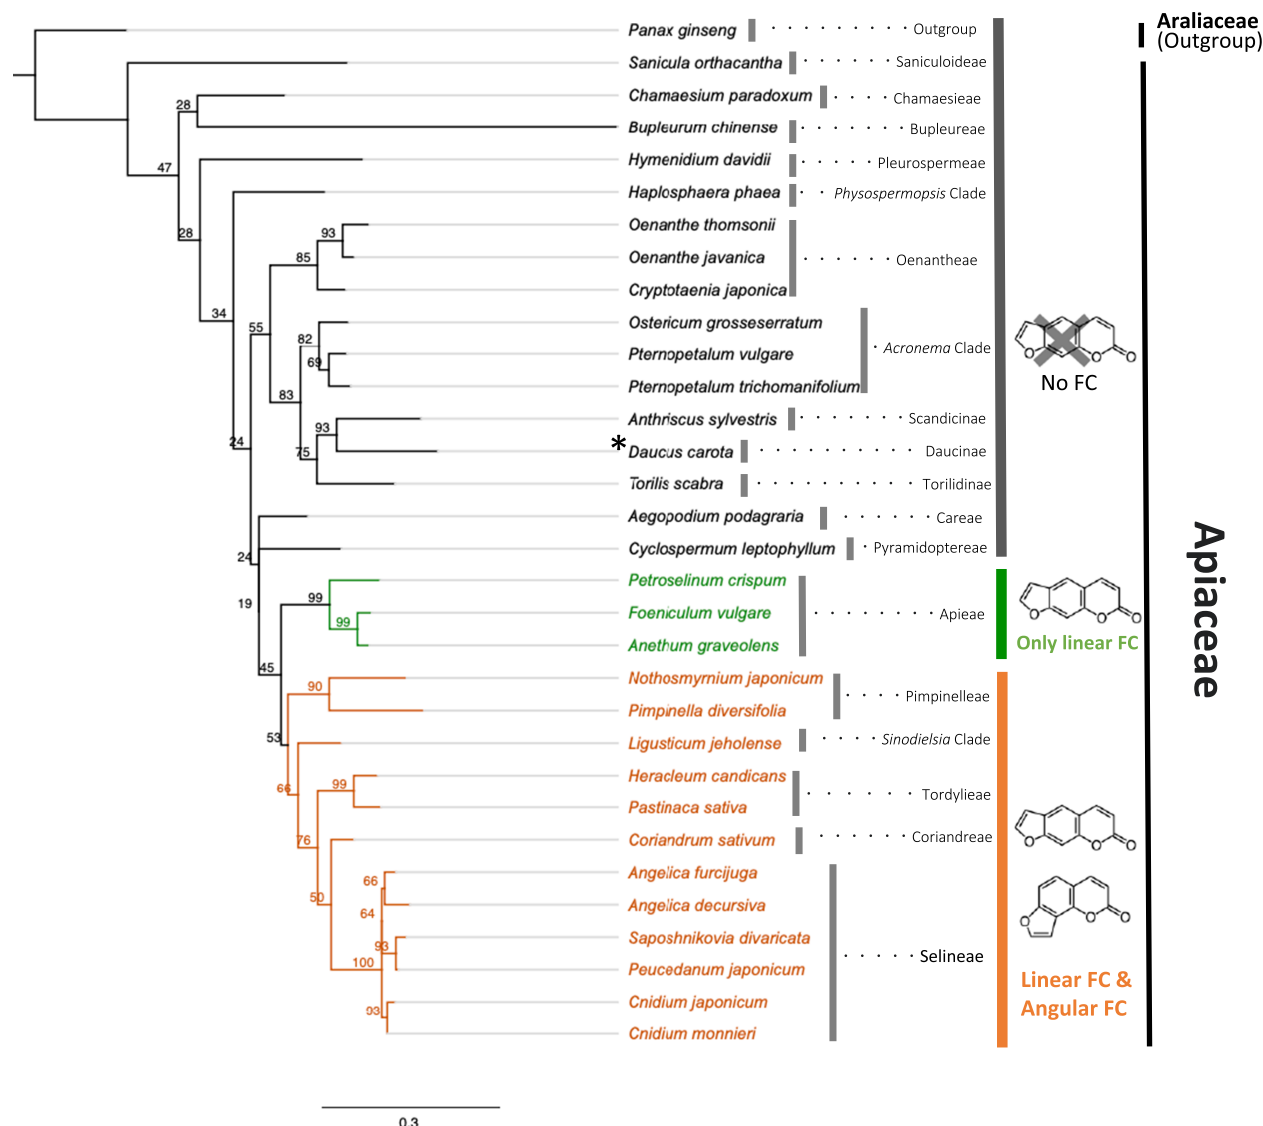 Panax ginseng . . . . . . . . . Outgroup
Araliaceae
(Outgroup)
Sanicula orthacantha . . . . . . . Saniculoideae
28
Chamaesium paradoxum . . . . Chamaesieae
Bupleurum chinense . . . . . . . . Bupleureae
47
Hymenidium davidii . . . . . Pleurospermeae
Haplosphaera phaea . . Physospermopsis Clade
28
Oenanthe thomsonii
93
Oenanthe javanica . . . . . . Oenantheae
85
Cryptotaenia japonica
34
Ostericum grosseserratum
55
82
Pternopetalum vulgare . Acronema Clade
69
Pternopetalum trichomanifolium
O O
No FC
83
Anthriscus sylvestris . . . . . . . Scandicinae
93
24
* Daucus carota . . . . . . . . . . Daucinae
75
Torilis scabra . . . . . . . . . . Torilidinae
Aegopodium podagraria . . . . . . Careae
Cyclospermum leptophyllum . Pyramidoptereae
24
Petroselinum crispum
99
19
Foeniculum vulgare . . . . . . . . Apieae
99
O O O
Anethum graveolens
Only linear FC
Apiaceae
45
Nothosmyrnium japonicum
90
Pimpinella diversifolia . . . . Pimpinelleae
53
Ligusticum jeholense . . . . Sinodielsia Clade
66
Heracleum candicans
99
Pastinaca sativa . . . . . . . Tordylieae
76
Coriandrum sativum . . . . . . Coriandreae
O O O
Angelica furcijuga
66
50
Angelica decursiva
64
O O O
Saposhnikovia divaricata
93
Selineae
100
Peucedanum japonicum
Linear FC &
Angular FC
Cnidium japonicum
93
Cnidium monnieri
0.3